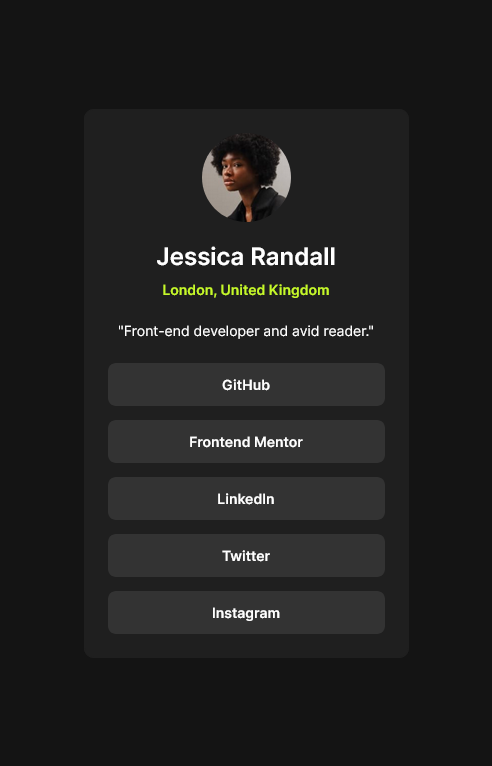 Jessica Randall
London, United Kingdom
"Front-end developer and avid reader."
GitHub
Frontend Mentor
LinkedIn
Twitter
Instagram